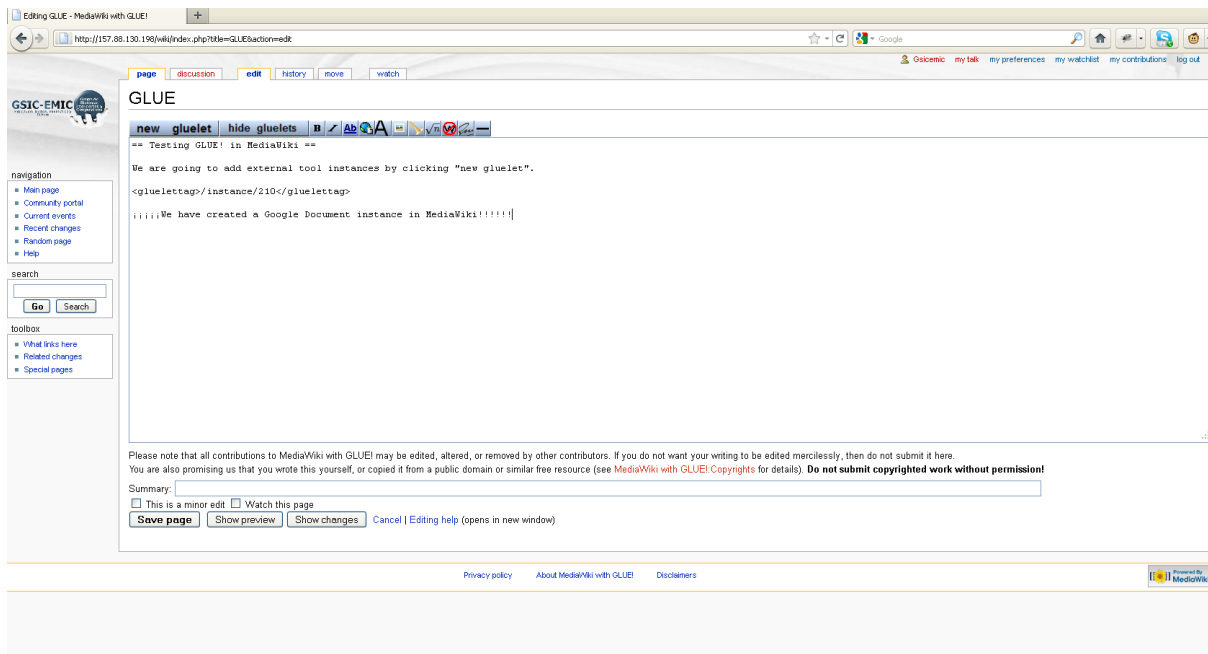 Editing GLUE - MediaWiki with GLUE!
http://157.88.130.198/wiki/index.php?title=GLUE&action=edit
Google
Gsicemic my talk my preferences my watchlist my contributions log out
page discussion edit history move watch
GSIC-EMIC
GLUE
new gluelet hide gluelets B I Ab A √n W
== Testing GLUE! in MediaWiki ==
We are going to add external tool instances by clicking "new gluelet".
<gluelettag>/instance/210</gluelettag>
¡¡¡¡¡We have created a Google Document instance in MediaWiki!!!!!!
navigation
Main page
Community portal
Current events
Recent changes
Random page
Help
search
Go Search
toolbox
What links here
Related changes
Special pages
Please note that all contributions to MediaWiki with GLUE! may be edited, altered, or removed by other contributors. If you do not want your writing to be edited mercilessly, then do not submit it here.
You are also promising us that you wrote this yourself, or copied it from a public domain or similar free resource (see MediaWiki with GLUE!:Copyrights for details). Do not submit copyrighted work without permission!
Summary:
This is a minor edit Watch this page
Save page Show preview Show changes Cancel | Editing help (opens in new window)
Privacy policy About MediaWiki with GLUE! Disclaimers
Powered By
MediaWik